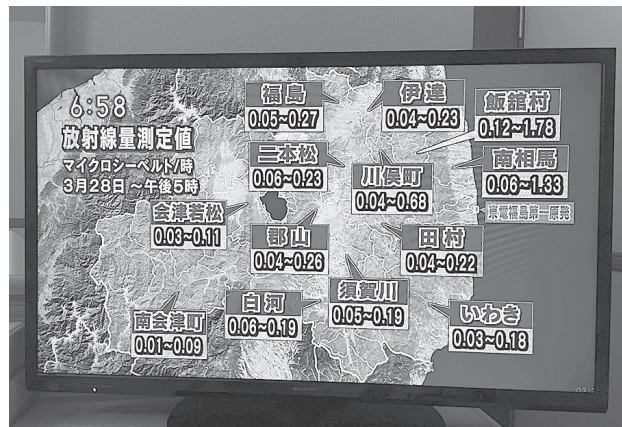 6:58
放射線量測定値
マイクロシーベルト/時
3月28日 〜午後5時
福島
0.05~0.27
伊達
0.04~0.23
飯舘村
0.12~1.78
二本松
0.06~0.23
川俣町
0.04~0.68
南相馬
0.06~1.33
東電福島第一原発
会津若松
0.03~0.11
郡山
0.04~0.26
田村
0.04~0.22
南会津町
0.01~0.09
白河
0.06~0.19
須賀川
0.05~0.19
いわき
0.03~0.18